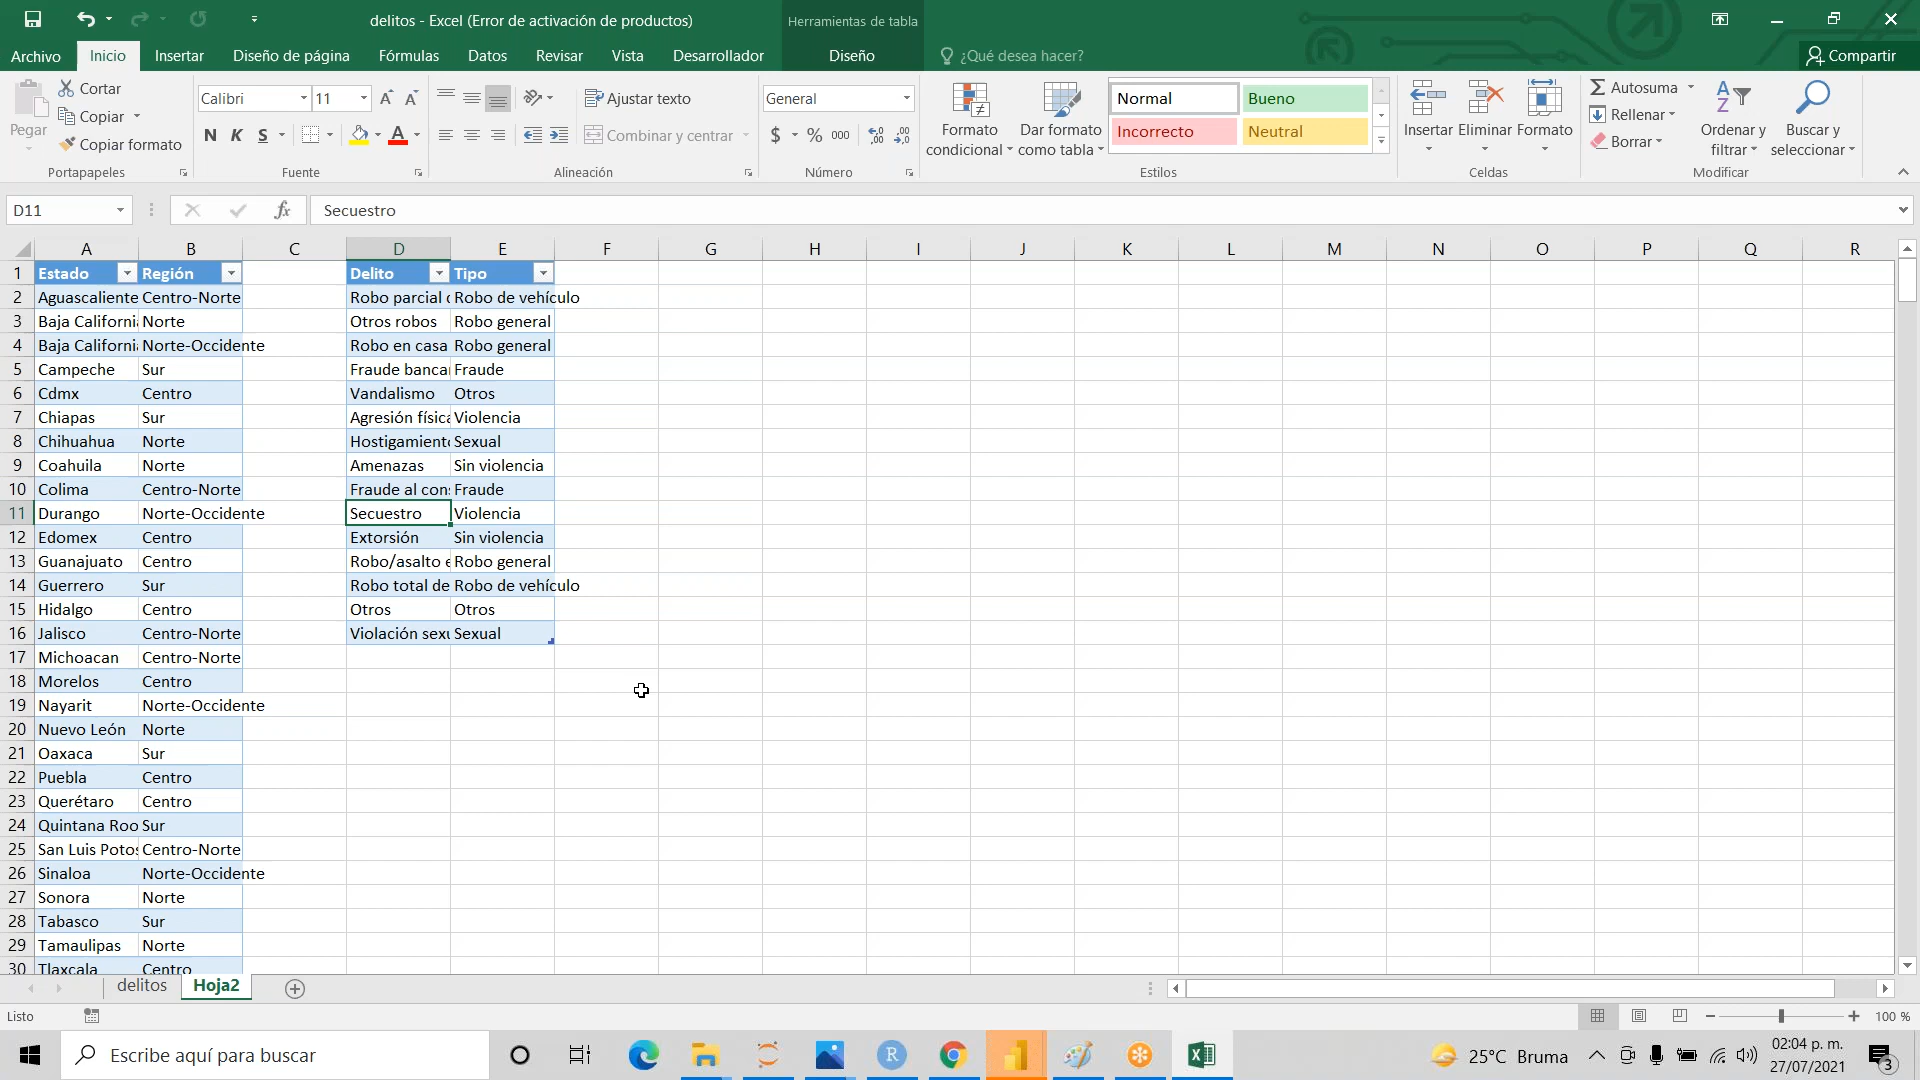 delitos - Excel (Error de activación de productos)
Herramientas de tabla
Archivo Inicio Insertar Diseño de página Fórmulas Datos Revisar Vista Desarrollador Diseño ¿Qué desea hacer? Compartir
Pegar
Cortar
Copiar
Copiar formato
Portapapeles
Calibri 11
N K S
Fuente
Ajustar texto
Combinar y centrar
Alineación
General
$ % 000
Número
Formato condicional
Dar formato como tabla
Normal Bueno
Incorrecto Neutral
Estilos
Insertar Eliminar Formato
Celdas
Autosuma
Rellenar
Borrar
Ordenar y filtrar
Buscar y seleccionar
Modificar
D11 fx Secuestro
A B C D E F G H I J K L M N O P Q R
1 Estado Región Delito Tipo
2 Aguascaliente Centro-Norte Robo parcial Robo de vehículo
3 Baja Californi Norte Otros robos Robo general
4 Baja Californi Norte-Occidente Robo en casa Robo general
5 Campeche Sur Fraude banca Fraude
6 Cdmx Centro Vandalismo Otros
7 Chiapas Sur Agresión física Violencia
8 Chihuahua Norte Hostigamient Sexual
9 Coahuila Norte Amenazas Sin violencia
10 Colima Centro-Norte Fraude al con Fraude
11 Durango Norte-Occidente Secuestro Violencia
12 Edomex Centro Extorsión Sin violencia
13 Guanajuato Centro Robo/asalto e Robo general
14 Guerrero Sur Robo total de Robo de vehículo
15 Hidalgo Centro Otros Otros
16 Jalisco Centro-Norte Violación sexu Sexual
17 Michoacan Centro-Norte
18 Morelos Centro
19 Nayarit Norte-Occidente
20 Nuevo León Norte
21 Oaxaca Sur
22 Puebla Centro
23 Querétaro Centro
24 Quintana Roo Sur
25 San Luis Potos Centro-Norte
26 Sinaloa Norte-Occidente
27 Sonora Norte
28 Tabasco Sur
29 Tamaulipas Norte
30 Tlaxcala Centro
delitos Hoja2
Listo 100 %
Escribe aquí para buscar
25°C Bruma
02:04 p. m.
27/07/2021
3